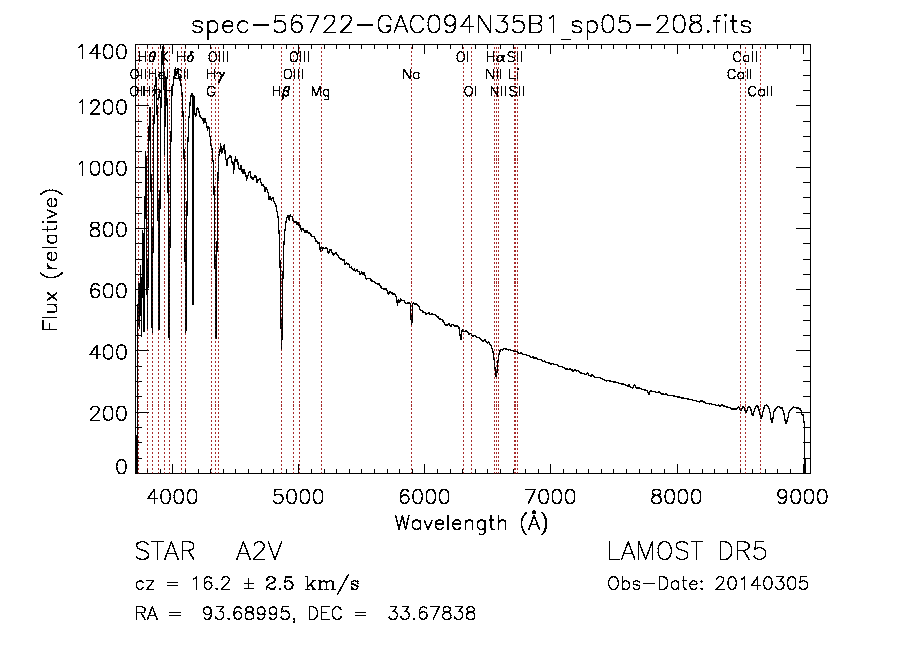 spec-56722-GAC094N35B1_sp05-208.fits
Hθ K Hδ OIII OIII OI Hα SII CaII
OII Hγ OIII Na NII Li CaII
G Hβ Mg OI NII SII CaII
1400
1200
1000
800
600
400
200
0
Flux (relative)
4000 5000 6000 7000 8000 9000
Wavelength (Å)
STAR A2V LAMOST DR5
cz = 16.2 ± 2.5 km/s Obs-Date: 20140305
RA = 93.68995, DEC = 33.67838